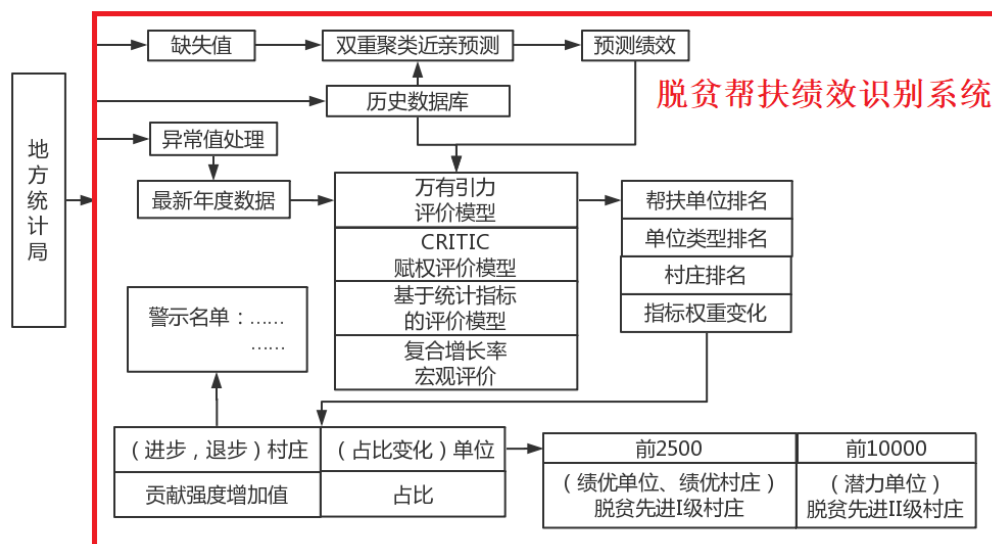 缺失值
双重聚类近亲预测
预测绩效
脱贫帮扶绩效识别系统
历史数据库
地方统计局
异常值处理
最新年度数据
万有引力
评价模型
CRITIC
赋权评价模型
基于统计指标
的评价模型
复合增长率
宏观评价
帮扶单位排名
单位类型排名
村庄排名
指标权重变化
警示名单：……
……
（进步，退步）村庄
（占比变化）单位
贡献强度增加值
占比
前2500
前10000
（绩优单位、绩优村庄）
脱贫先进I级村庄
（潜力单位）
脱贫先进II级村庄